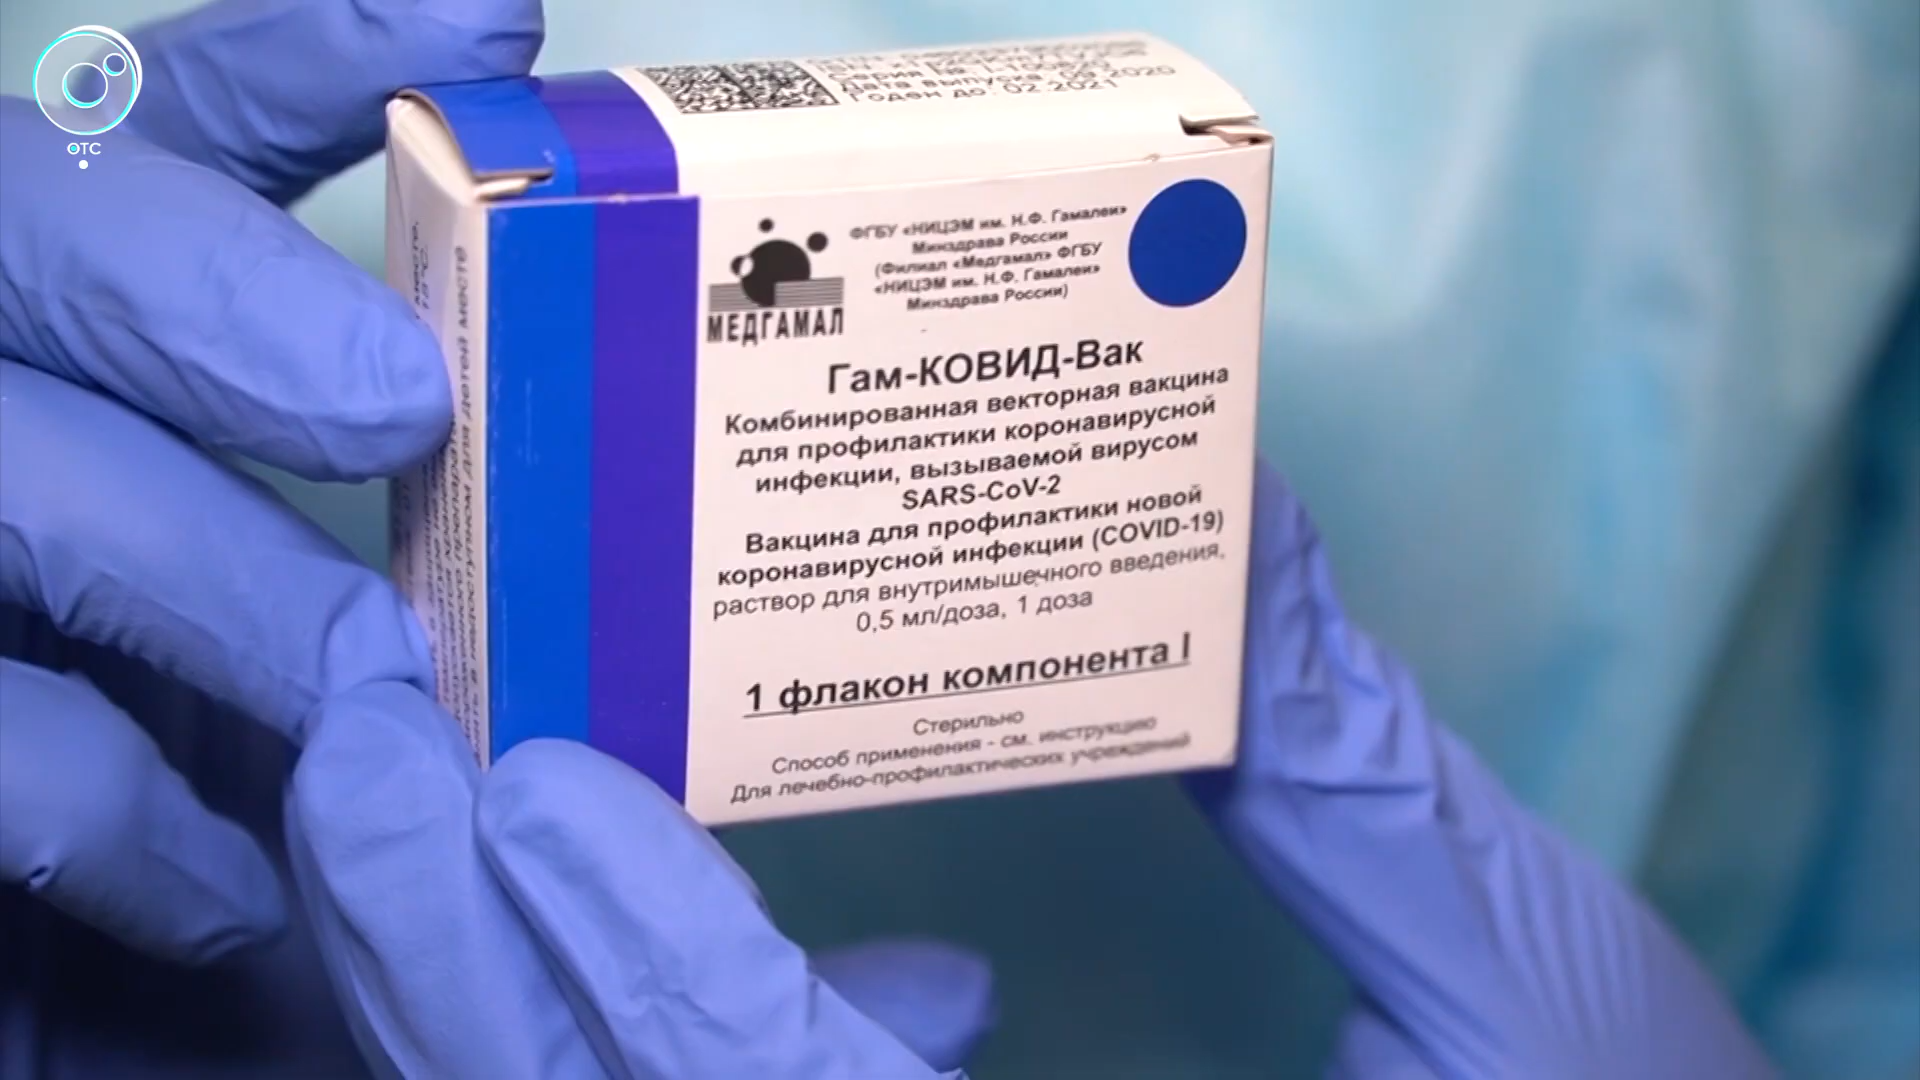 ОТС
Дата выпуска: 09.2020
Годен до: 02.2021
МЕДГАМАЛ
ФГБУ «НИЦЭМ им. Н.Ф. Гамалеи»
Минздрава России
(Филиал «Медгамал» ФГБУ
«НИЦЭМ им. Н.Ф. Гамалеи»
Минздрава России)
Гам-КОВИД-Вак
Комбинированная векторная вакцина
для профилактики коронавирусной
инфекции, вызываемой вирусом
SARS-CoV-2
Вакцина для профилактики новой
коронавирусной инфекции (COVID-19)
раствор для внутримышечного введения,
0,5 мл/доза, 1 доза
1 флакон компонента I
Стерильно
Способ применения - см. инструкцию
Для лечебно-профилактических учреждений